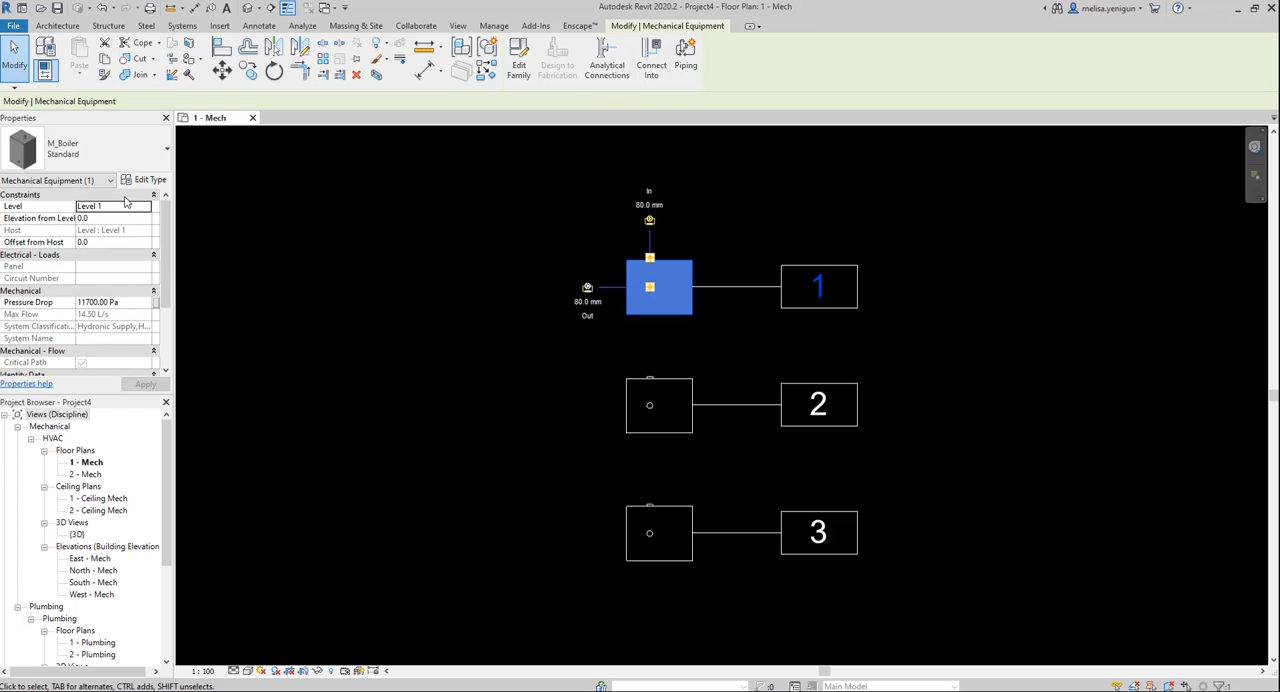 Autodesk Revit 2020.2 - Project4 - Floor Plan: 1 - Mech
melisa.yenigun
File Architecture Structure Steel Systems Insert Annotate Analyze Massing & Site Collaborate View Manage Add-Ins Enscape™ Modify | Mechanical Equipment
Modify
Paste
Cope
Cut
Join
Edit Family
Design to Fabrication
Analytical Connections
Connect Into
Piping
Modify | Mechanical Equipment
Properties
1 - Mech
M_Boiler
Standard
Mechanical Equipment (1)
Edit Type
Constraints
Level Level 1
Elevation from Level 0.0
Host Level : Level 1
Offset from Host 0.0
Electrical - Loads
Panel
Circuit Number
Mechanical
Pressure Drop 11700.00 Pa
Max Flow 14.50 L/s
System Classificati... Hydronic Supply,H...
System Name
Mechanical - Flow
Critical Path
Identity Data
Properties help
Apply
Project Browser - Project4
Views (Discipline)
Mechanical
HVAC
Floor Plans
1 - Mech
2 - Mech
Ceiling Plans
1 - Ceiling Mech
2 - Ceiling Mech
3D Views
{3D}
Elevations (Building Elevation
East - Mech
North - Mech
South - Mech
West - Mech
Plumbing
Plumbing
Floor Plans
1 - Plumbing
2 - Plumbing
3D Views
In
80.0 mm
80.0 mm
Out
1
2
3
1 : 100
Click to select, TAB for alternates, CTRL adds, SHIFT unselects.
:0
Main Model
:1